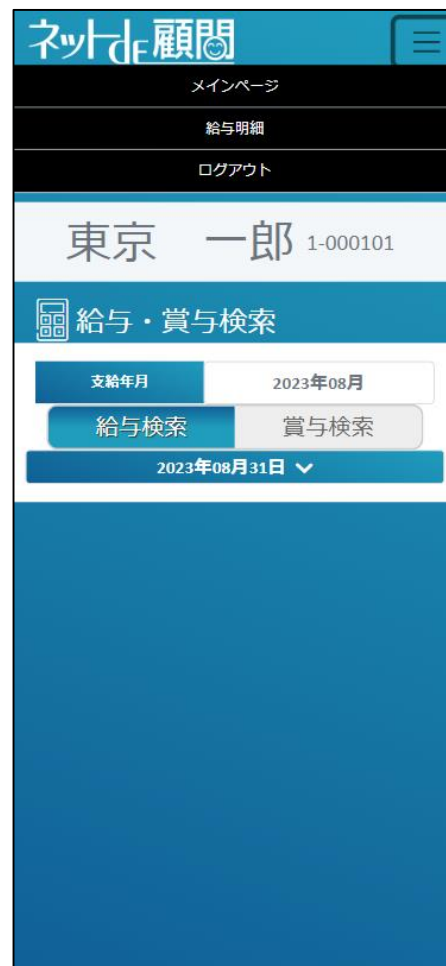 ネットdE顧問
メインページ
給与明細
ログアウト
東京　一郎 1-000101
給与・賞与検索
支給年月 2023年08月
給与検索 賞与検索
2023年08月31日